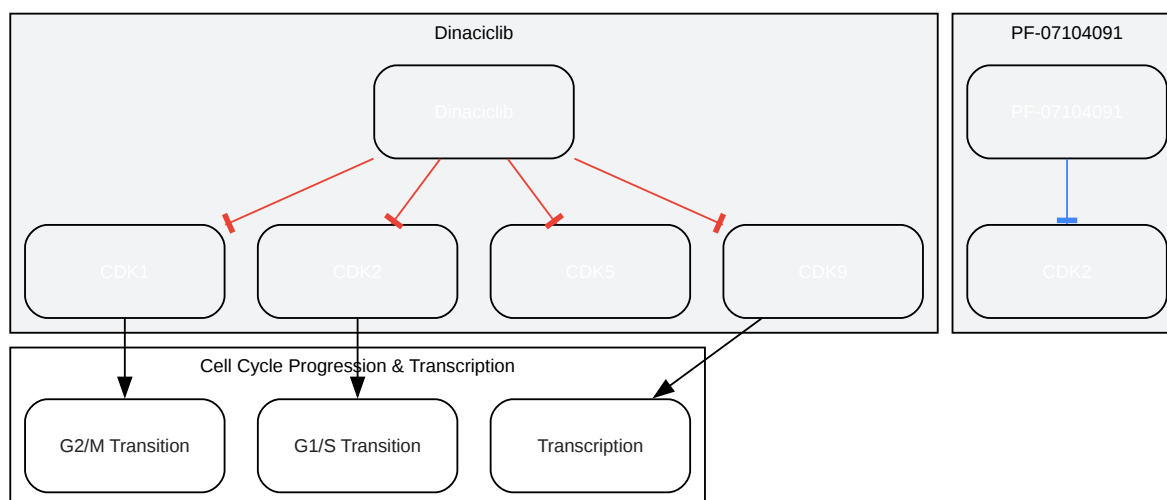 Dinaciclib
PF-07104091
Dinaciclib
PF-07104091
CDK1
CDK2
CDK5
CDK9
CDK2
Cell Cycle Progression & Transcription
G2/M Transition
G1/S Transition
Transcription